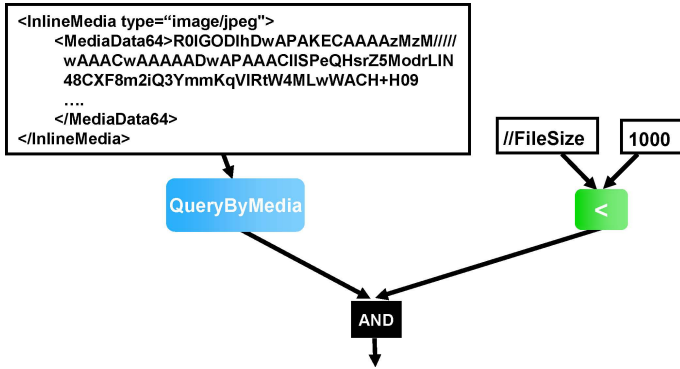 <InlineMedia type=“image/jpeg">
<MediaData64>R0lGODlhDwAPAKECAAAAzMzM/////
wAAACwAAAAADwAPAAACIISPeQHsrZ5ModrLlN
48CXF8m2iQ3YmmKqVlRtW4MLwWACH+H09
….
</MediaData64>
</InlineMedia>
//FileSize
1000
QueryByMedia
<
AND